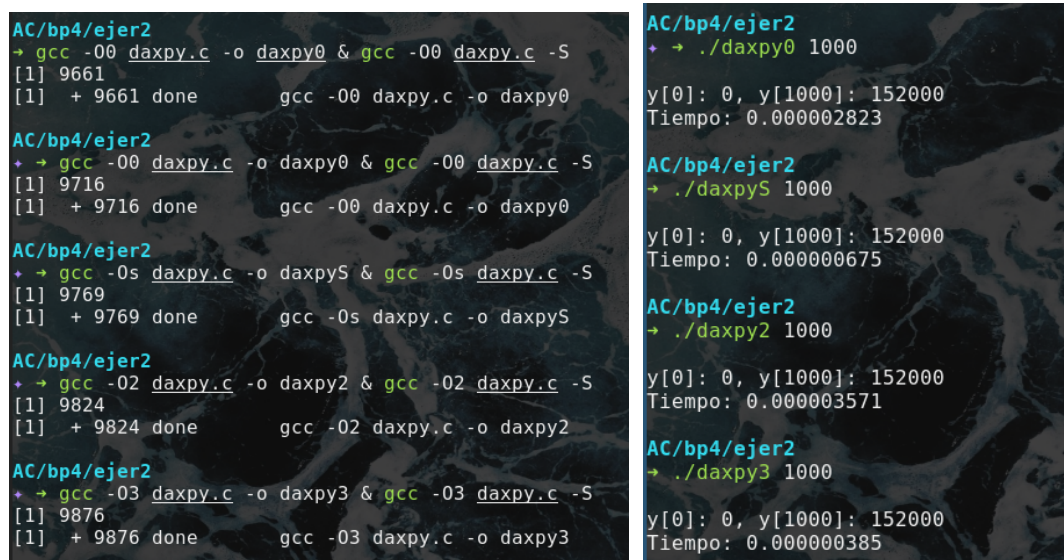 AC/bp4/ejer2
→ gcc -O0 daxpy.c -o daxpy0 & gcc -O0 daxpy.c -S
[1] 9661
[1]  + 9661 done       gcc -O0 daxpy.c -o daxpy0
AC/bp4/ejer2
✦ → gcc -O0 daxpy.c -o daxpy0 & gcc -O0 daxpy.c -S
[1] 9716
[1]  + 9716 done       gcc -O0 daxpy.c -o daxpy0
AC/bp4/ejer2
✦ → gcc -Os daxpy.c -o daxpyS & gcc -Os daxpy.c -S
[1] 9769
[1]  + 9769 done       gcc -Os daxpy.c -o daxpyS
AC/bp4/ejer2
✦ → gcc -O2 daxpy.c -o daxpy2 & gcc -O2 daxpy.c -S
[1] 9824
[1]  + 9824 done       gcc -O2 daxpy.c -o daxpy2
AC/bp4/ejer2
✦ → gcc -O3 daxpy.c -o daxpy3 & gcc -O3 daxpy.c -S
[1] 9876
[1]  + 9876 done       gcc -O3 daxpy.c -o daxpy3
AC/bp4/ejer2
✦ → ./daxpy0 1000
y[0]: 0, y[1000]: 152000
Tiempo: 0.000002823
AC/bp4/ejer2
→ ./daxpyS 1000
y[0]: 0, y[1000]: 152000
Tiempo: 0.000000675
AC/bp4/ejer2
→ ./daxpy2 1000
y[0]: 0, y[1000]: 152000
Tiempo: 0.000003571
AC/bp4/ejer2
→ ./daxpy3 1000
y[0]: 0, y[1000]: 152000
Tiempo: 0.000000385